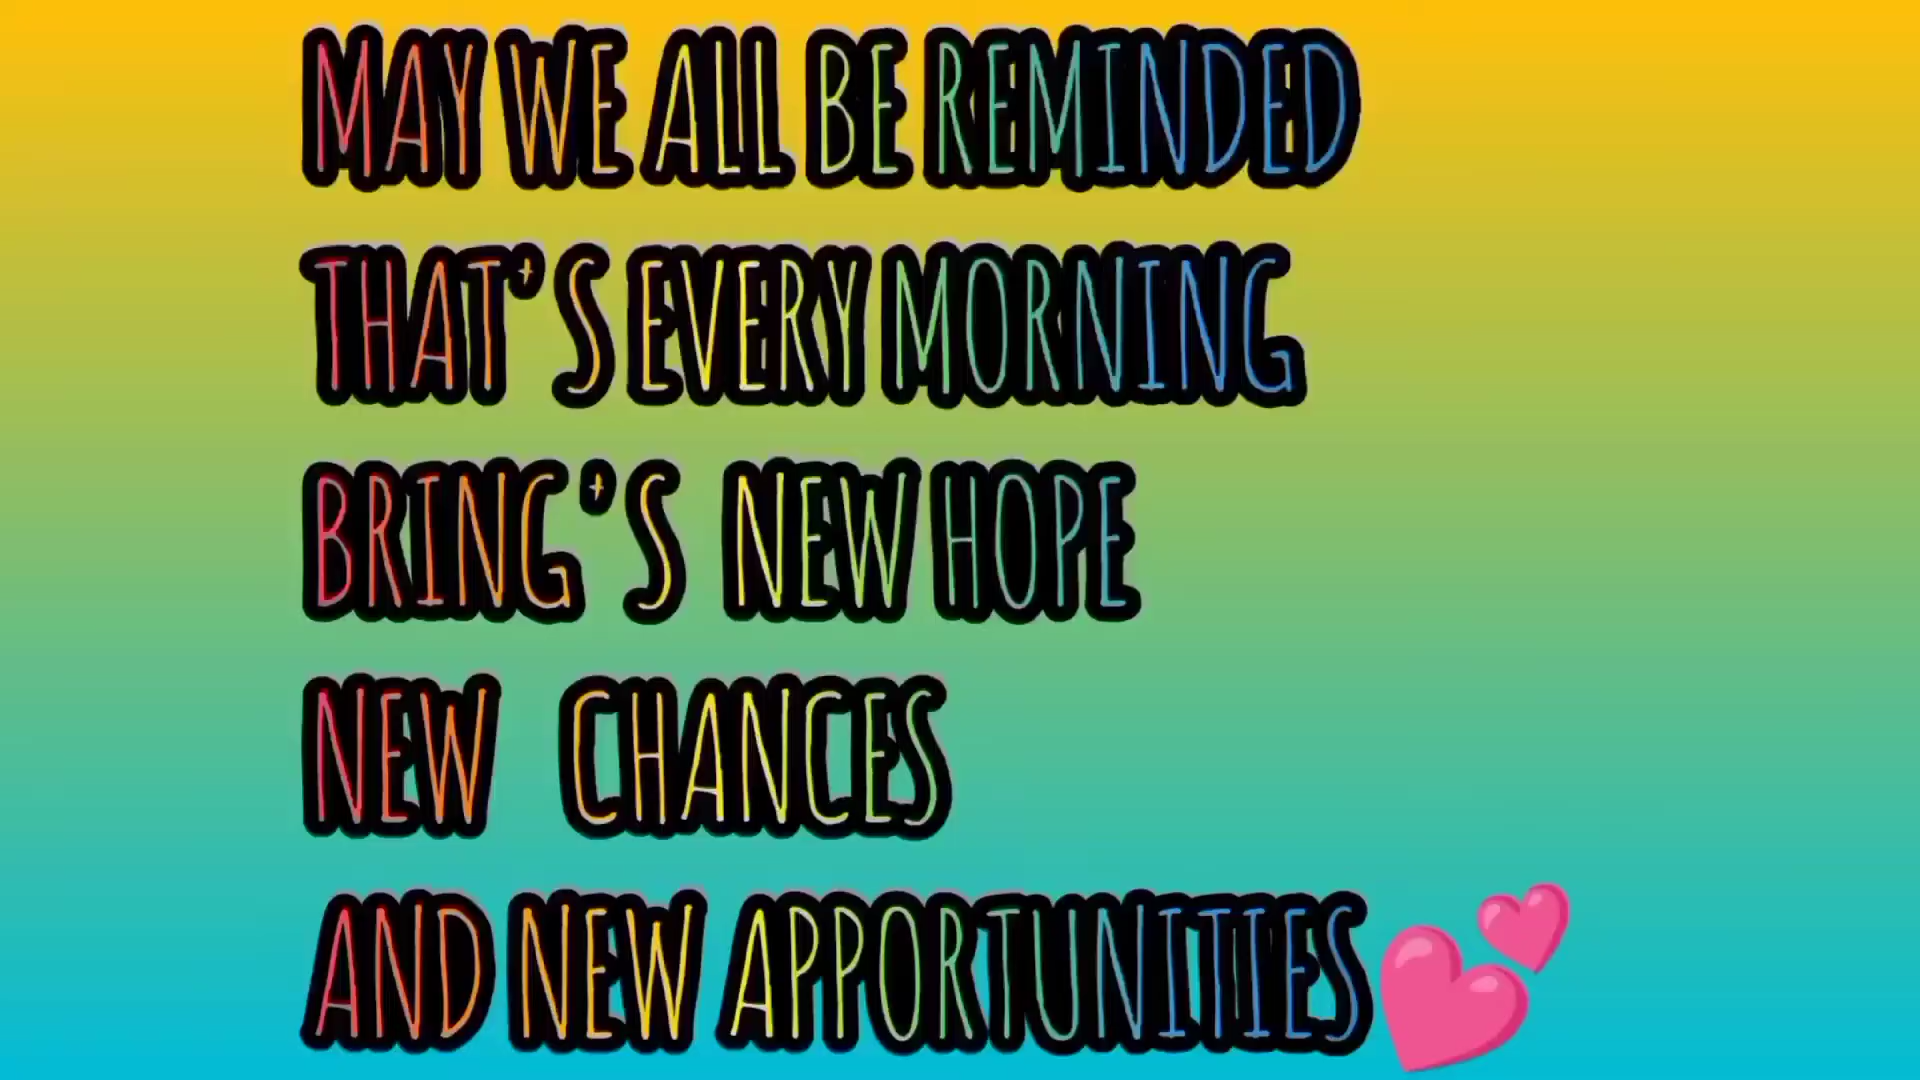 MAY WE ALL BE REMINDED
THAT'S EVERY MORNING
BRING'S NEW HOPE
NEW CHANCES
AND NEW APPORTUNITIES💕